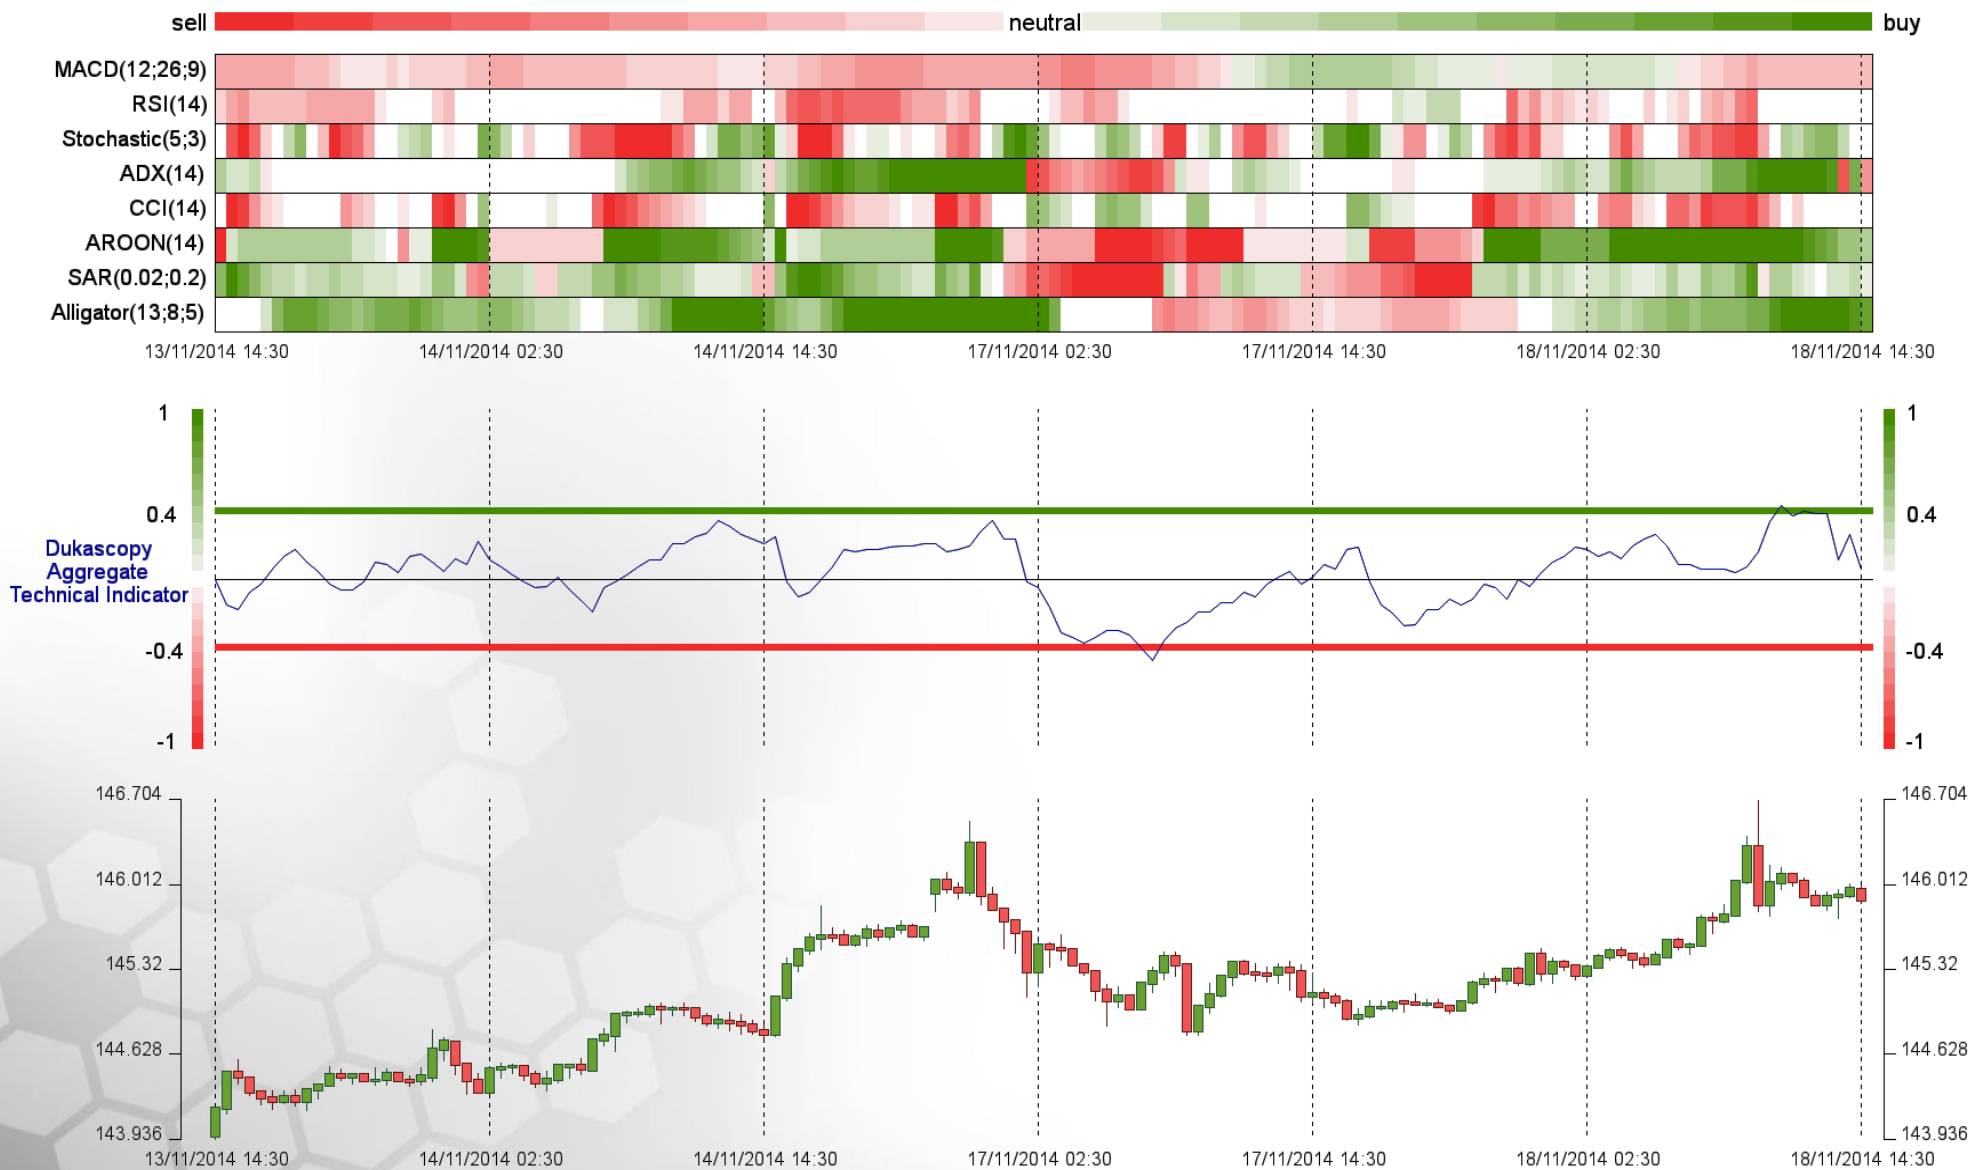 sell neutral buy
MACD(12;26;9)
RSI(14)
Stochastic(5;3)
ADX(14)
CCI(14)
AROON(14)
SAR(0.02;0.2)
Alligator(13;8;5)
13/11/2014 14:30 14/11/2014 02:30 14/11/2014 14:30 17/11/2014 02:30 17/11/2014 14:30 18/11/2014 02:30 18/11/2014 14:30
1 1
0.4 0.4
Dukascopy
Aggregate
Technical Indicator
-0.4 -0.4
-1 -1
146.704 146.704
146.012 146.012
145.32 145.32
144.628 144.628
143.936 143.936
13/11/2014 14:30 14/11/2014 02:30 14/11/2014 14:30 17/11/2014 02:30 17/11/2014 14:30 18/11/2014 02:30 18/11/2014 14:30